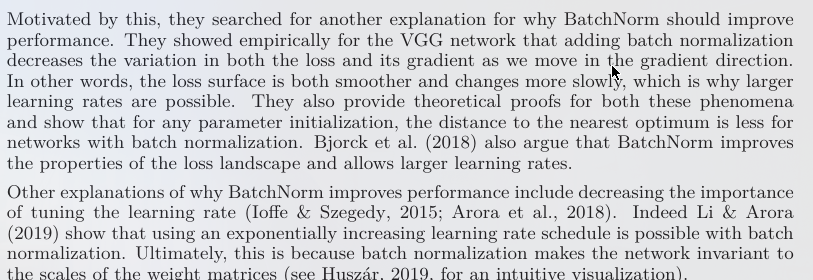 Motivated by this, they searched for another explanation for why BatchNorm should improve
performance. They showed empirically for the VGG network that adding batch normalization
decreases the variation in both the loss and its gradient as we move in the gradient direction.
In other words, the loss surface is both smoother and changes more slowly, which is why larger
learning rates are possible. They also provide theoretical proofs for both these phenomena
and show that for any parameter initialization, the distance to the nearest optimum is less for
networks with batch normalization. Bjorck et al. (2018) also argue that BatchNorm improves
the properties of the loss landscape and allows larger learning rates.
Other explanations of why BatchNorm improves performance include decreasing the importance
of tuning the learning rate (Ioffe & Szegedy, 2015; Arora et al., 2018). Indeed Li & Arora
(2019) show that using an exponentially increasing learning rate schedule is possible with batch
normalization. Ultimately, this is because batch normalization makes the network invariant to
the scales of the weight matrices (see Huszár, 2019, for an intuitive visualization).